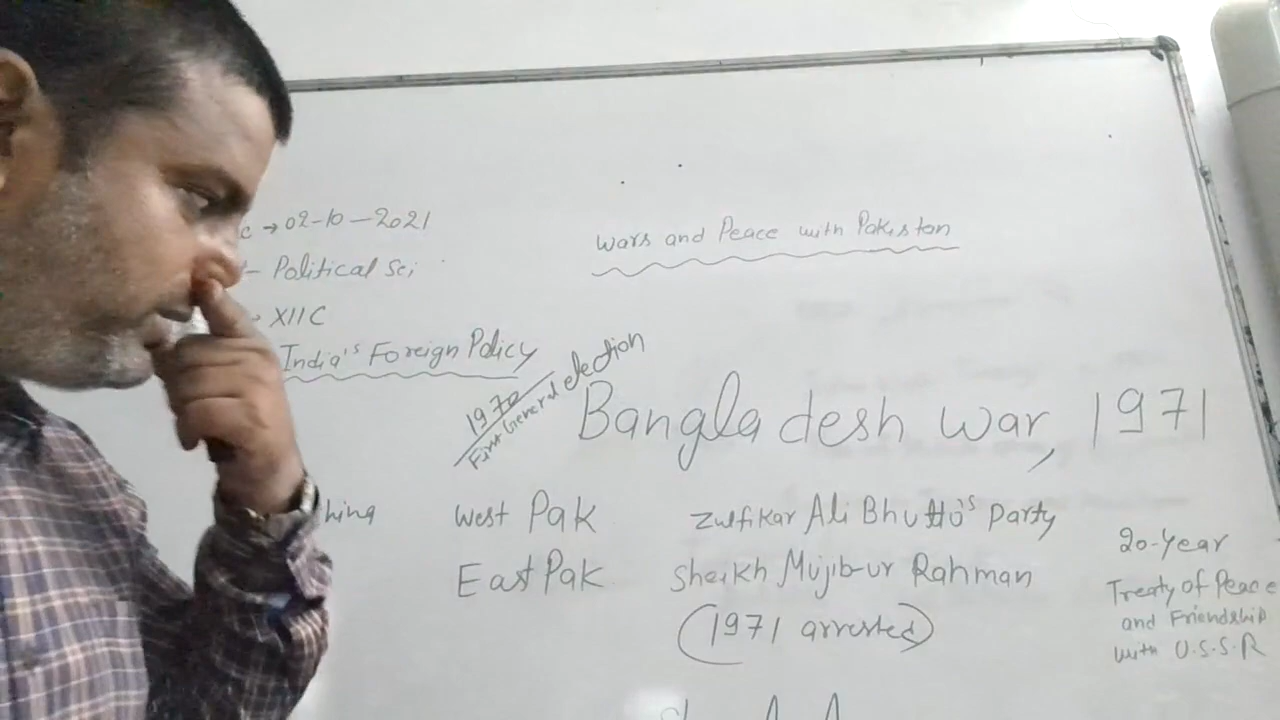 → 02-10-2021
- Political Sci
XII C
India's Foreign Policy
Wars and Peace with Pakistan
1970
First General election
Bangladesh war, 1971
West Pak Zulfikar Ali Bhutto's Party
East Pak Sheikh Mujib-ur Rahman
(1971 arrested)
20-Year
Treaty of Peace
and Friendship
with U.S.S.R